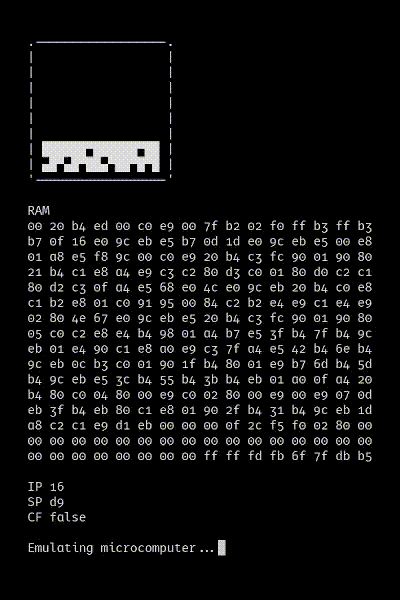 RAM
00 20 b4 ed 00 c0 e9 00 7f b2 02 f0 ff b3 ff b3
b7 0f 16 e0 9c eb e5 b7 0d 1d e0 9c eb e5 00 e8
01 a8 e5 f8 9c 00 c0 e9 20 b4 c3 fc 90 01 90 80
21 b4 c1 e8 a4 e9 c3 c2 80 d3 c0 01 80 d0 c2 c1
80 d2 c3 0f a4 e5 68 e0 4c e0 9c eb 20 b4 c0 e8
c1 b2 e8 01 c0 91 95 00 84 c2 b2 e4 e9 c1 e4 e9
02 80 4e 67 e0 9c eb e5 20 b4 c3 fc 90 01 90 80
05 c0 c2 e8 e4 b4 98 01 a4 b7 e5 3f b4 7f b4 9c
eb 01 e4 90 c1 e8 a0 e9 c3 7f a4 e5 42 b4 6e b4
9c eb 0c b3 c0 01 90 1f b4 80 01 e9 b7 6d b4 5d
b4 9c eb e5 3c b4 55 b4 3b b4 eb 01 a0 0f a4 20
b4 80 c0 04 80 00 e9 c0 02 80 00 e9 00 e9 07 0d
eb 3f b4 eb 80 c1 e8 01 90 2f b4 31 b4 9c eb 1d
a8 c2 c1 e9 d1 eb 00 00 00 0f 2c f5 f0 02 80 00
00 00 00 00 00 00 00 00 00 00 00 00 00 00 00 00
00 00 00 00 00 00 00 00 ff ff fd fb 6f 7f db b5
IP 16
SP d9
CF false
Emulating microcomputer...